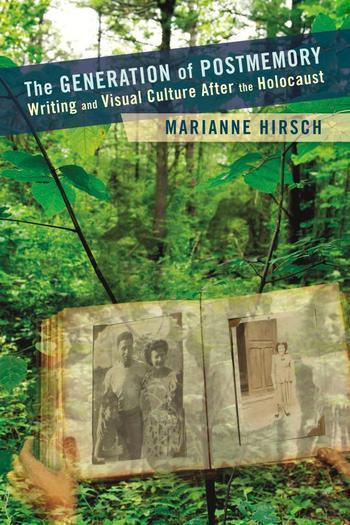 The GENERATION of POSTMEMORY
Writing and Visual Culture After the Holocaust
MARIANNE HIRSCH